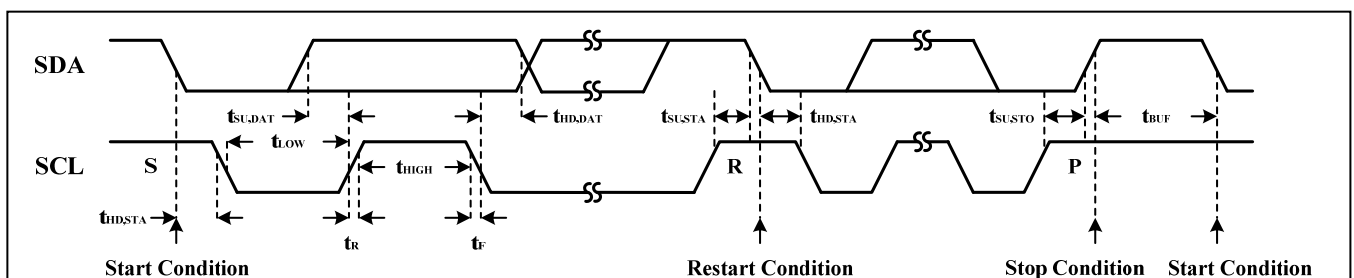 SDA
tSU,DAT tHD,DAT tSU,STA tHD,STA tSU,STO tBUF
tLOW
SCL S tHIGH R P
tHD,STA
tR tF
Start Condition Restart Condition Stop Condition Start Condition